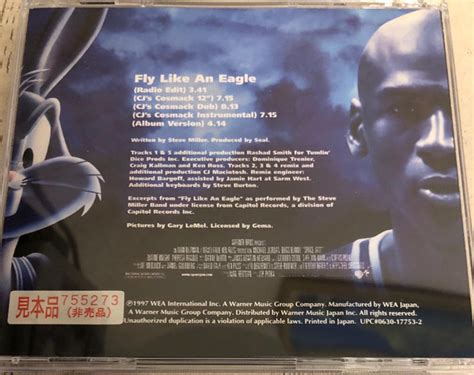 Fly Like An Eagle
(Radio Edit) 3.41
(CJ's Cosmack 12") 7.15
(CJ's Cosmack Dub) 0.13
(CJ's Cosmack Instrumental) 7.15
(Album Version) 4.14
Written by Steve Miller. Produced by Seal.
Tracks 1 & 5 additional production Rashad Smith for Tumlin'
Dice Prods Inc. Executive producers: Dominique Trenier,
Craig Kallman and Ken Ross. Tracks 2, 3 & 4 remix and
additional production CJ Macintosh. Remix engineer:
Howard Bargoff, assisted by Jamie Hart at Sarm West.
Additional keyboards by Steve Burton.
Excerpts from "Fly Like An Eagle" as performed by The Steve
Miller Band under license from Capitol Records, a division of
Capitol Records Inc.
Pictures by Gary LeMel. Licensed by Gema.
WARNER BROS.
見本品 755273
(非売品)
℗1997 WEA International Inc. A Warner Music Group Company. Manufactured by WEA Japan,
A Warner Music Group Company. Distributed by Warner Music Japan Inc. All rights reserved.
Unauthorized duplication is a violation of applicable laws. Printed in Japan. UPC#0630-17753-2